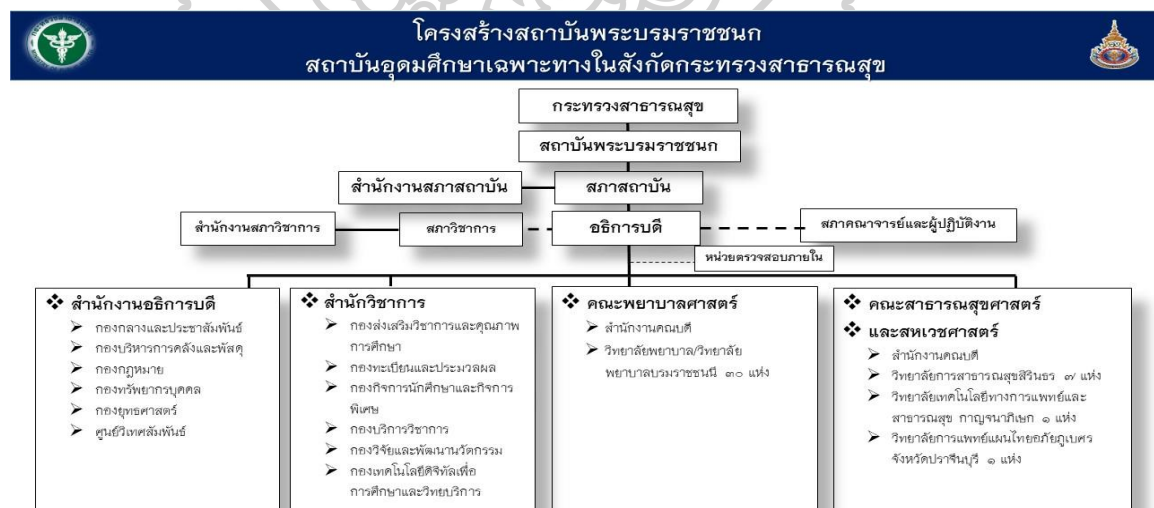 โครงสร้างสถาบันพระบรมราชชนก
สถาบันอุดมศึกษาเฉพาะทางในสังกัดกระทรวงสาธารณสุข
กระทรวงสาธารณสุข
สถาบันพระบรมราชชนก
สำนักงานสภาสถาบัน
สภาสถาบัน
สำนักงานสภาวิชาการ
สภาวิชาการ
อธิการบดี
สภาคณาจารย์และผู้ปฏิบัติงาน
หน่วยตรวจสอบภายใน
❖ สำนักงานอธิการบดี
➢ กองกลางและประชาสัมพันธ์
➢ กองบริหารการคลังและพัสดุ
➢ กองกฎหมาย
➢ กองทรัพยากรบุคคล
➢ กองยุทธศาสตร์
➢ ศูนย์วิเทศสัมพันธ์
❖ สำนักวิชาการ
➢ กองส่งเสริมวิชาการและคุณภาพ
การศึกษา
➢ กองทะเบียนและประมวลผล
➢ กองกิจการนักศึกษาและกิจการ
พิเศษ
➢ กองบริการวิชาการ
➢ กองวิจัยและพัฒนานวัตกรรม
➢ กองเทคโนโลยีดิจิทัลเพื่อ
การศึกษาและวิทยบริการ
❖ คณะพยาบาลศาสตร์
➢ สำนักงานคณบดี
➢ วิทยาลัยพยาบาล/วิทยาลัย
พยาบาลบรมราชชนนี ๓๐ แห่ง
❖ คณะสาธารณสุขศาสตร์
❖ และสหเวชศาสตร์
➢ สำนักงานคณบดี
➢ วิทยาลัยการสาธารณสุขสิรินธร ๗ แห่ง
➢ วิทยาลัยเทคโนโลยีทางการแพทย์และ
สาธารณสุข กาญจนาภิเษก ๑ แห่ง
➢ วิทยาลัยการแพทย์แผนไทยอภัยภูเบศร
จังหวัดปราจีนบุรี ๑ แห่ง